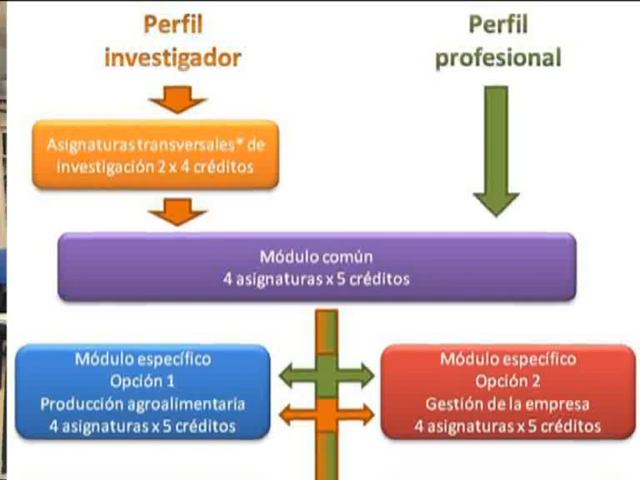 Perfil
investigador
Perfil
profesional
Asignaturas transversales* de
investigación 2 x 4 créditos
Módulo común
4 asignaturas x 5 créditos
Módulo específico
Opción 1
Producción agroalimentaria
4 asignaturas x 5 créditos
Módulo específico
Opción 2
Gestión de la empresa
4 asignaturas x 5 créditos